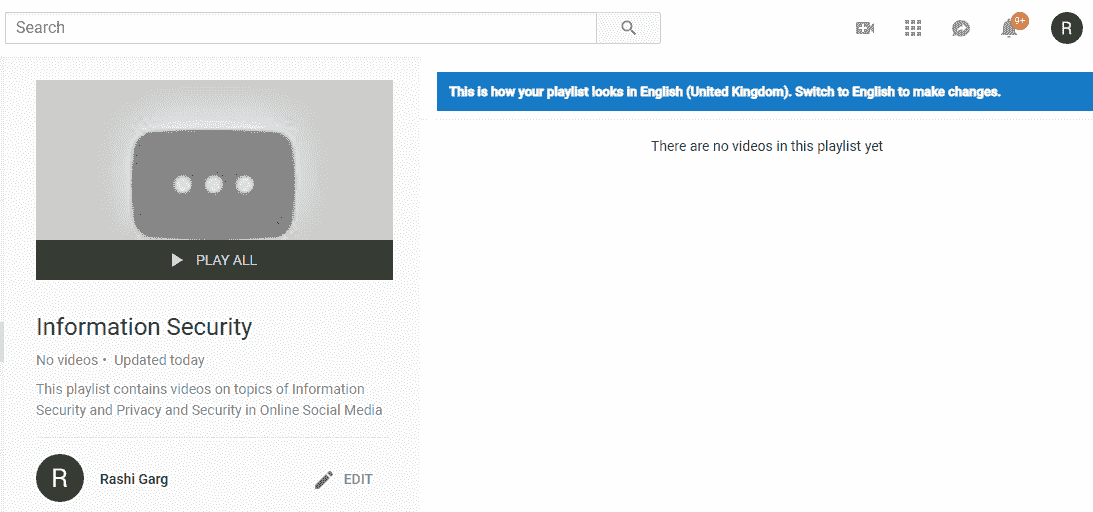 Search
9+
R
This is how your playlist looks in English (United Kingdom). Switch to English to make changes.
There are no videos in this playlist yet
PLAY ALL
Information Security
No videos • Updated today
This playlist contains videos on topics of Information
Security and Privacy and Security in Online Social Media
R
Rashi Garg
EDIT